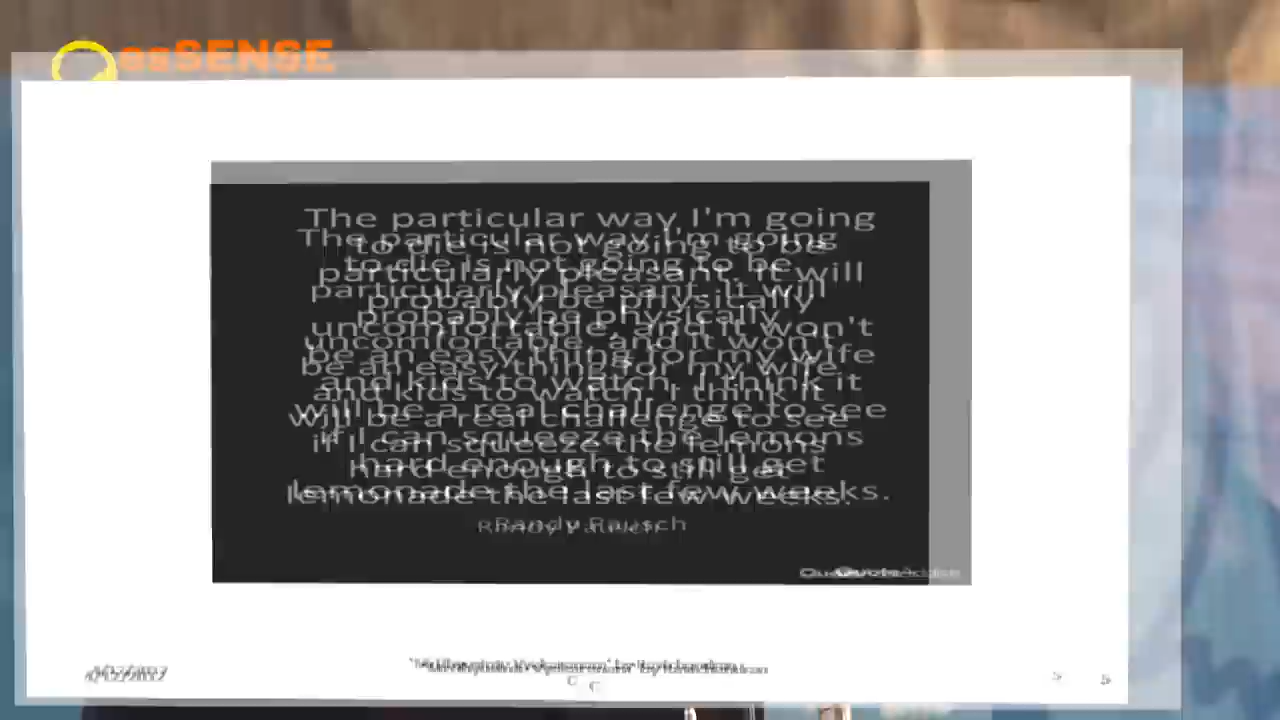 esSENSE
The particular way I'm going
to die is not going to be
particularly pleasant. It will
probably be physically
uncomfortable, and it won't
be an easy thing for my wife
and kids to watch. I think it
will be a real challenge to see
if I can squeeze the lemons
hard enough to still get
lemonade the last few weeks.
Randy Pausch
5